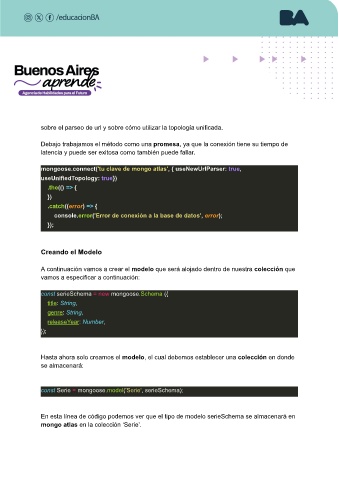 /educacionBA
BA
Buenos Aires
aprende
Agencia de Habilidades para el Futuro
sobre el parseo de url y sobre cómo utilizar la topología unificada.
Debajo trabajamos el método como una promesa, ya que la conexión tiene su tiempo de
latencia y puede ser exitosa como también puede fallar.
mongoose.connect('tu clave de mongo atlas', { useNewUrlParser: true,
useUnifiedTopology: true})
.then(() => {
})
.catch((error) => {
console.error('Error de conexión a la base de datos', error);
});
Creando el Modelo
A continuación vamos a crear el modelo que será alojado dentro de nuestra colección que
vamos a especificar a continuación:
const serieSchema = new mongoose.Schema ({
title: String,
genre: String,
releaseYear: Number,
});
Hasta ahora solo creamos el modelo, el cual debemos establecer una colección en donde
se almacenará:
const Serie = mongoose.model('Serie', serieSchema);
En esta línea de código podemos ver que el tipo de modelo serieSchema se almacenará en
mongo atlas en la colección 'Serie'.